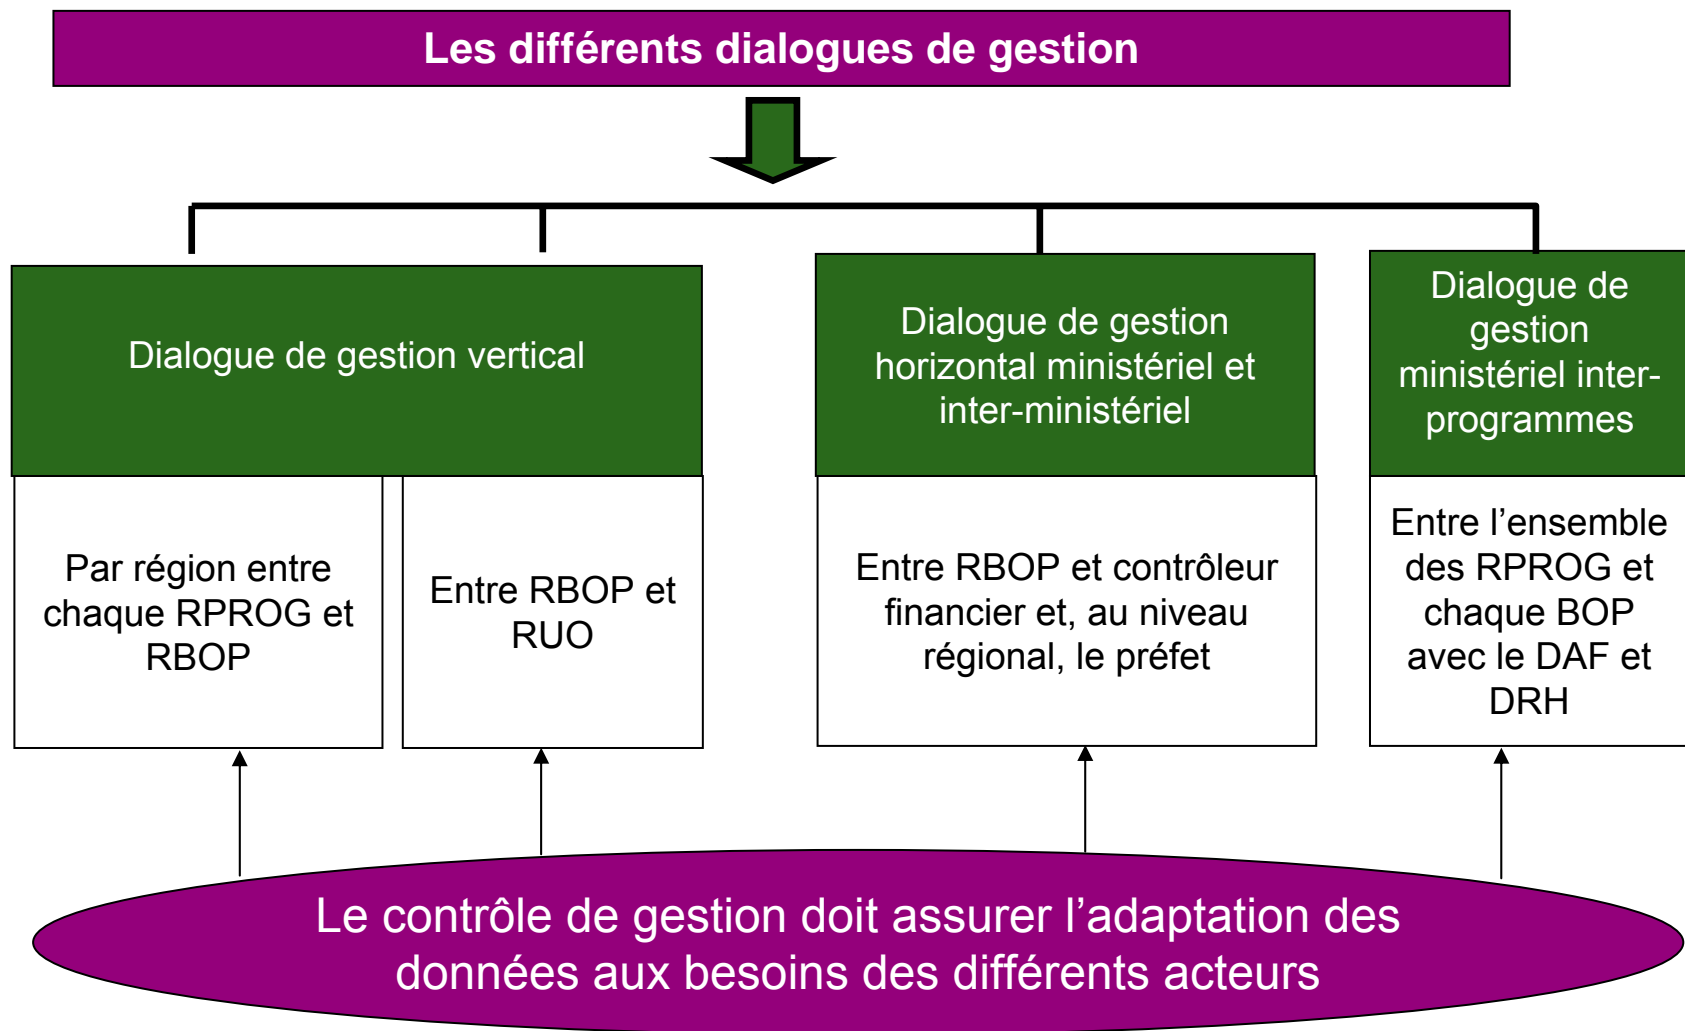 Les différents dialogues de gestion
Dialogue de gestion vertical
Dialogue de gestion
horizontal ministériel et
inter-ministériel
Dialogue de
gestion
ministériel inter-
programmes
Par région entre
chaque RPROG et
RBOP
Entre RBOP et
RUO
Entre RBOP et contrôleur
financier et, au niveau
régional, le préfet
Entre l’ensemble
des RPROG et
chaque BOP
avec le DAF et
DRH
Le contrôle de gestion doit assurer l’adaptation des
données aux besoins des différents acteurs